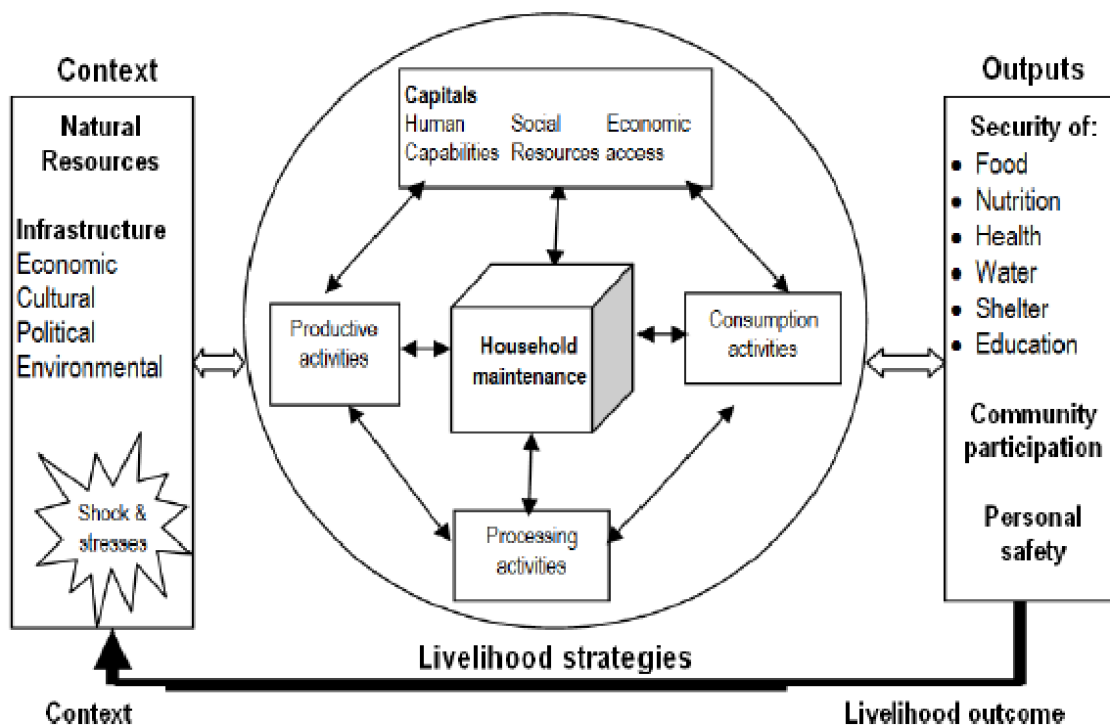 Context
Natural
Resources
Infrastructure
Economic
Cultural
Political
Environmental
Shock &
stresses
Capitals
Human Social Economic
Capabilities Resources access
Productive
activities
Household
maintenance
Consumption
activities
Processing
activities
Outputs
Security of:
• Food
• Nutrition
• Health
• Water
• Shelter
• Education
Community
participation
Personal
safety
Livelihood strategies
Context
Livelihood outcome